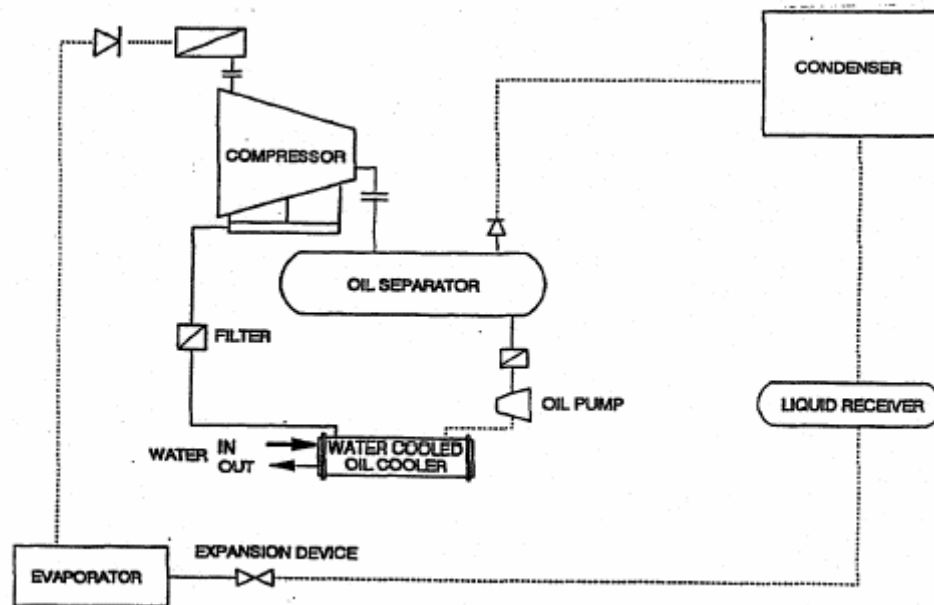 CONDENSER
COMPRESSOR
OIL SEPARATOR
FILTER
OIL PUMP
LIQUID RECEIVER
WATER IN
OUT
WATER COOLED
OIL COOLER
EXPANSION DEVICE
EVAPORATOR